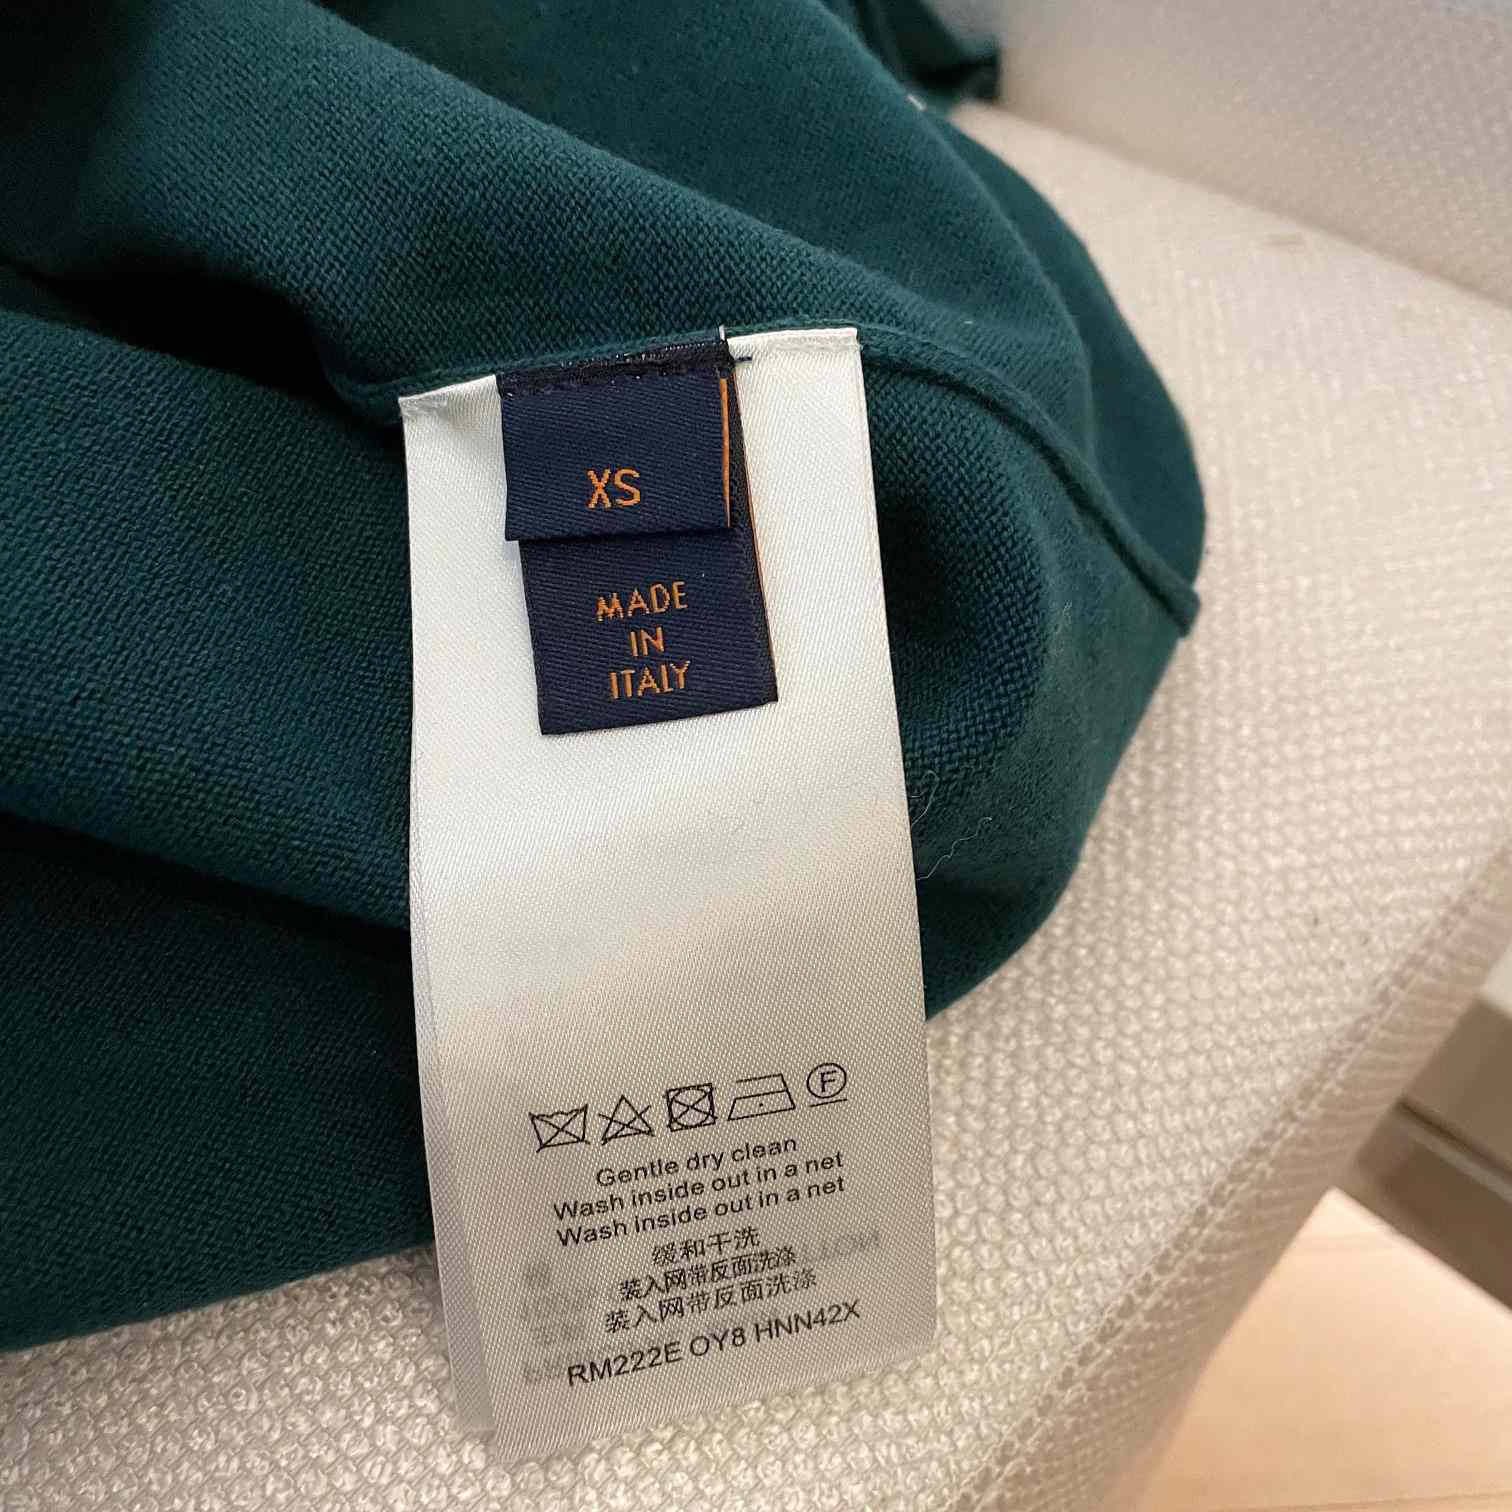 XS
MADE
IN
ITALY
F
Gentle dry clean
Wash inside out in a net
Wash inside out in a net
缓和干洗
装入网带反面洗涤
装入网带反面洗涤
RM222E OY8 HNN42X